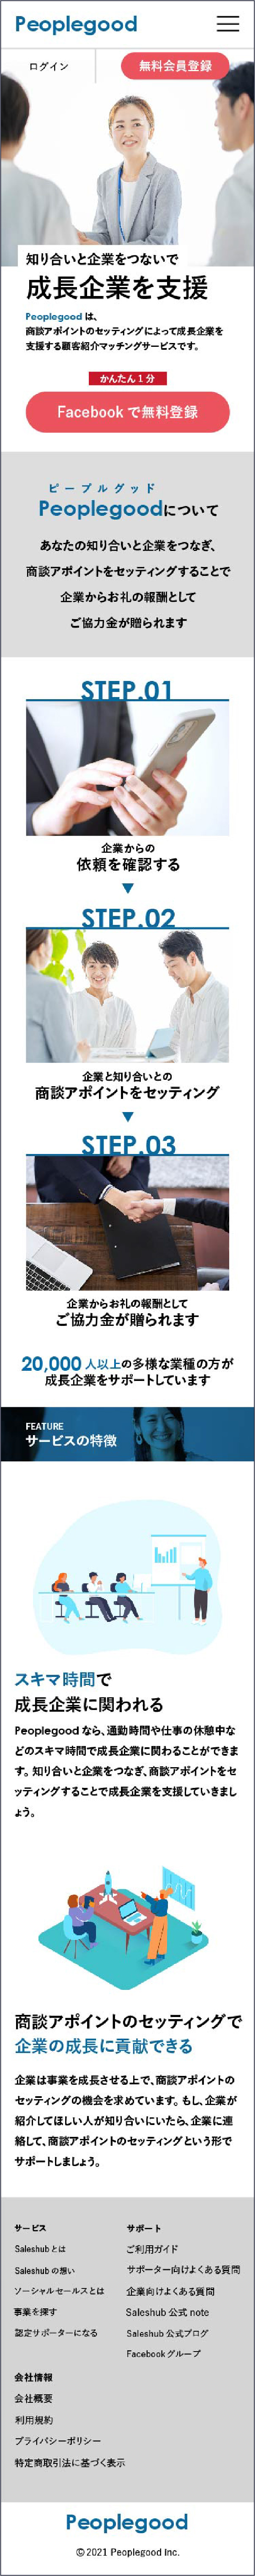 Peoplegood
ログイン
無料会員登録
知り合いと企業をつないで
成長企業を支援
Peoplegood は、
商談アポイントのセッティングによって成長企業を
支援する顧客紹介マッチングサービスです。
かんたん１分
Facebook で無料登録
ピープルグッド
Peoplegoodについて
あなたの知り合いと企業をつなぎ、
商談アポイントをセッティングすることで
企業からお礼の報酬として
ご協力金が贈られます
STEP.01
企業からの
依頼を確認する
▼
STEP.02
企業と知り合いとの
商談アポイントをセッティング
▼
STEP.03
企業からお礼の報酬として
ご協力金が贈られます
20,000 人以上の多様な業種の方が
成長企業をサポートしています
FEATURE
サービスの特徴
スキマ時間で
成長企業に関われる
Peoplegood なら、通勤時間や仕事の休憩中な
どのスキマ時間で成長企業に関わることができま
す。知り合いと企業をつなぎ、商談アポイントをセ
ッティングすることで成長企業を支援していきまし
ょう。
商談アポイントのセッティングで
企業の成長に貢献できる
企業は事業を成長させる上で、商談アポイントの
セッティングの機会を求めています。もし、企業が
紹介してほしい人が知り合いにいたら、企業に連
絡して、商談アポイントのセッティングという形で
サポートしましょう。
サービス
Saleshub とは
Saleshub の想い
ソーシャルセールスとは
事業を探す
認定サポーターになる
サポート
ご利用ガイド
サポーター向けよくある質問
企業向けよくある質問
Saleshub 公式 note
Saleshub 公式ブログ
Facebook グループ
会社情報
会社概要
利用規約
プライバシーポリシー
特定商取引法に基づく表示
Peoplegood
© 2021 Peoplegood Inc.